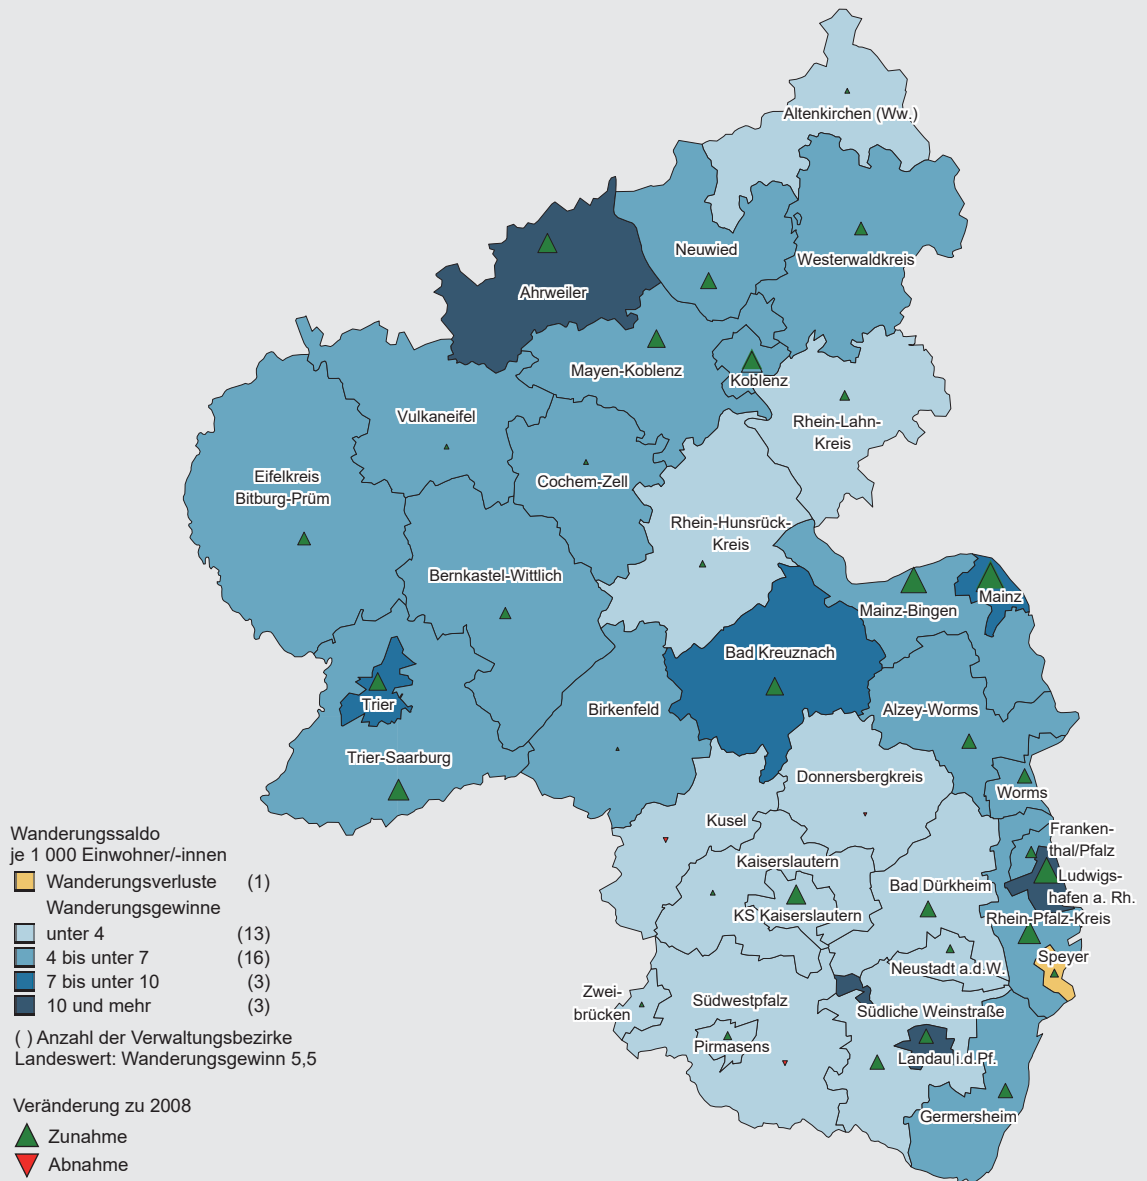 Altenkirchen (Ww.)
Neuwied
Westerwaldkreis
Ahrweiler
Mayen-Koblenz
Koblenz
Vulkaneifel
Rhein-Lahn-
Kreis
Eifelkreis
Bitburg-Prüm
Cochem-Zell
Rhein-Hunsrück-
Kreis
Bernkastel-Wittlich
Mainz
Mainz-Bingen
Bad Kreuznach
Trier
Birkenfeld
Alzey-Worms
Trier-Saarburg
Donnersbergkreis
Worms
Kusel
Franken-
thal/Pfalz
Kaiserslautern
Ludwigs-
hafen a. Rh.
Bad Dürkheim
KS Kaiserslautern
Rhein-Pfalz-Kreis
Speyer
Neustadt a.d.W.
Zwei-
brücken
Südwestpfalz
Südliche Weinstraße
Pirmasens
Landau i.d.Pf.
Germersheim
Wanderungssaldo
je 1 000 Einwohner/-innen
Wanderungsverluste (1)
Wanderungsgewinne
unter 4 (13)
4 bis unter 7 (16)
7 bis unter 10 (3)
10 und mehr (3)
( ) Anzahl der Verwaltungsbezirke
Landeswert: Wanderungsgewinn 5,5
Veränderung zu 2008
Zunahme
Abnahme